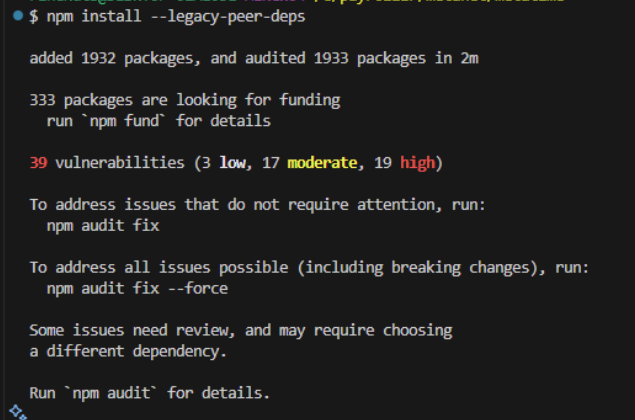 $ npm install --legacy-peer-deps
added 1932 packages, and audited 1933 packages in 2m
333 packages are looking for funding
run `npm fund` for details
39 vulnerabilities (3 low, 17 moderate, 19 high)
To address issues that do not require attention, run:
npm audit fix
To address all issues possible (including breaking changes), run:
npm audit fix --force
Some issues need review, and may require choosing
a different dependency.
Run `npm audit` for details.